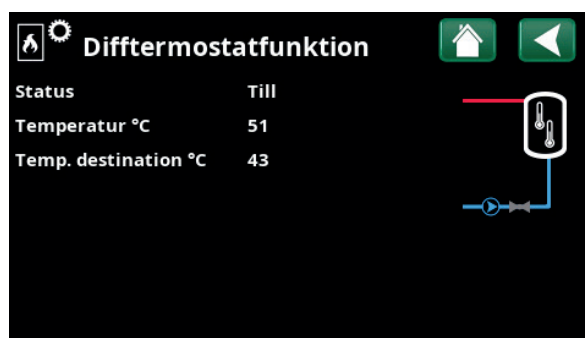 Difftermostatfunktion
Status Till
Temperatur °C 51
Temp. destination °C 43